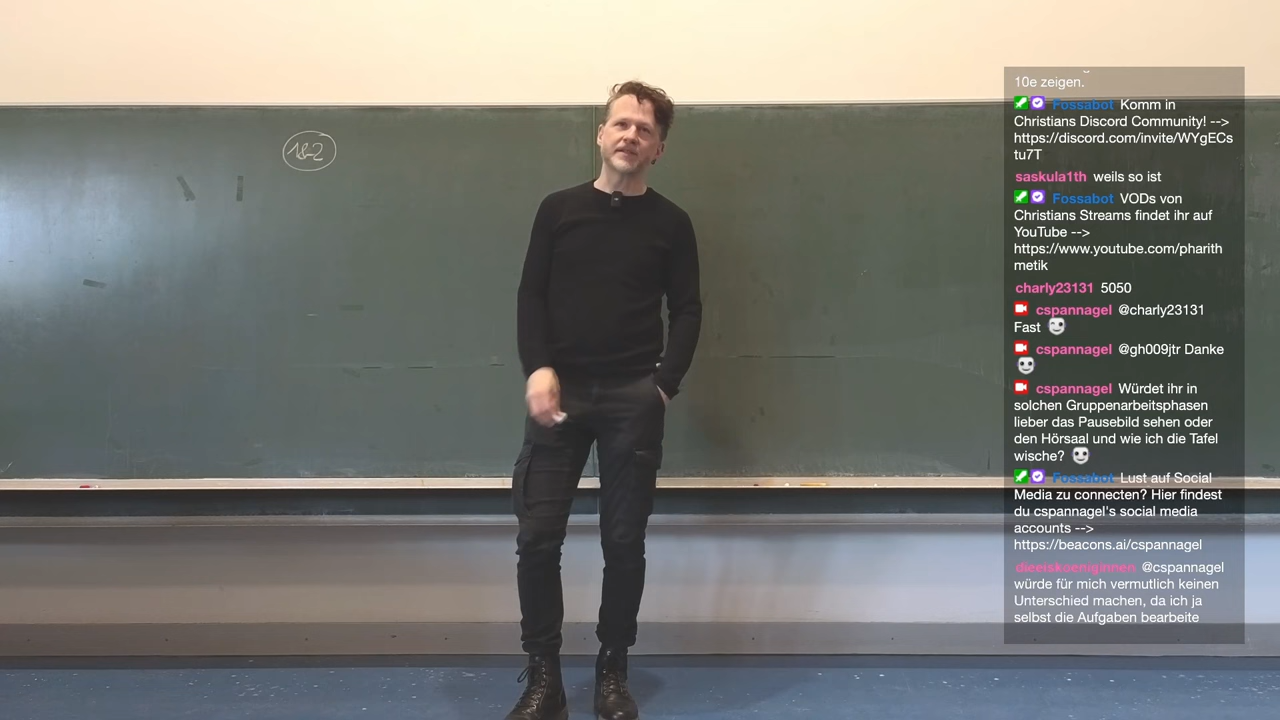 1&2
10e zeigen.
Fossabot Komm in
Christians Discord Community! -->
https://discord.com/invite/WYgECs
tu7T
saskula1th weils so ist
Fossabot VODs von
Christians Streams findet ihr auf
YouTube -->
https://www.youtube.com/pharith
metik
charly23131 5050
cspannagel @charly23131
Fast
cspannagel @gh009jtr Danke
cspannagel Würdet ihr in
solchen Gruppenarbeitsphasen
lieber das Pausebild sehen oder
den Hörsaal und wie ich die Tafel
wische?
Fossabot Lust auf Social
Media zu connecten? Hier findest
du cspannagel's social media
accounts -->
https://beacons.ai/cspannagel
dieeiskoeniginnen @cspannagel
würde für mich vermutlich keinen
Unterschied machen, da ich ja
selbst die Aufgaben bearbeite